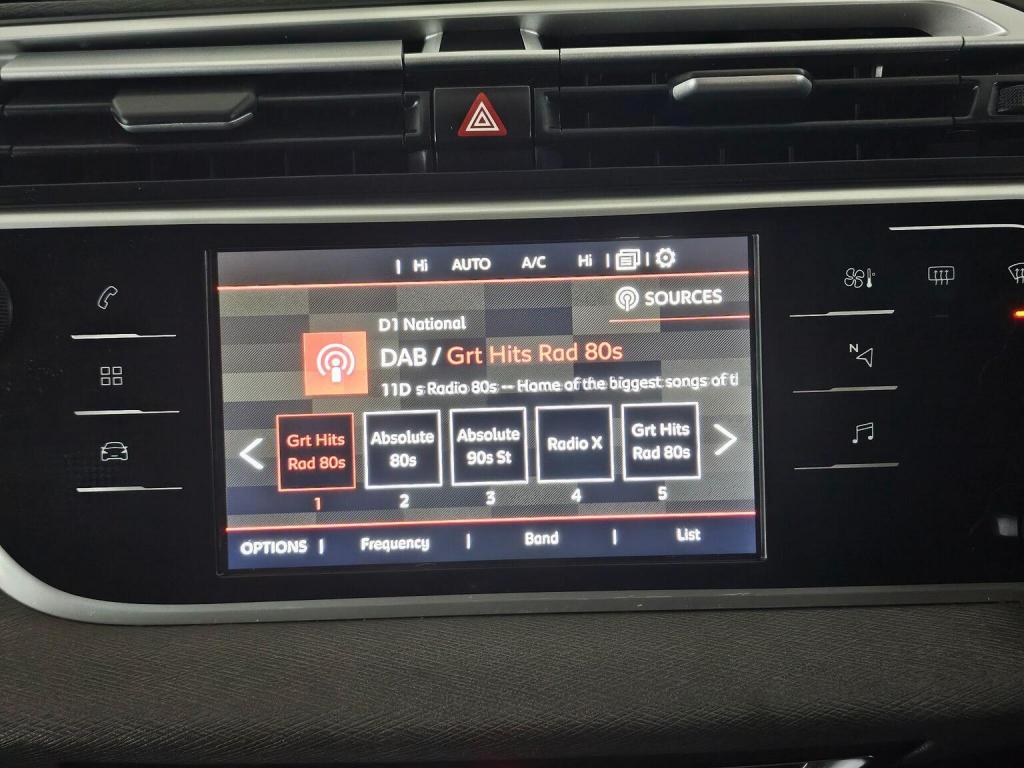 Hi AUTO A/C Hi
SOURCES
D1 National
DAB / Grt Hits Rad 80s
11D s Radio 80s -- Home of the biggest songs of t
Grt Hits Rad 80s
Absolute 80s
Absolute 90s St
Radio X
Grt Hits Rad 80s
1 2 3 4 5
OPTIONS | Frequency | Band | List
N